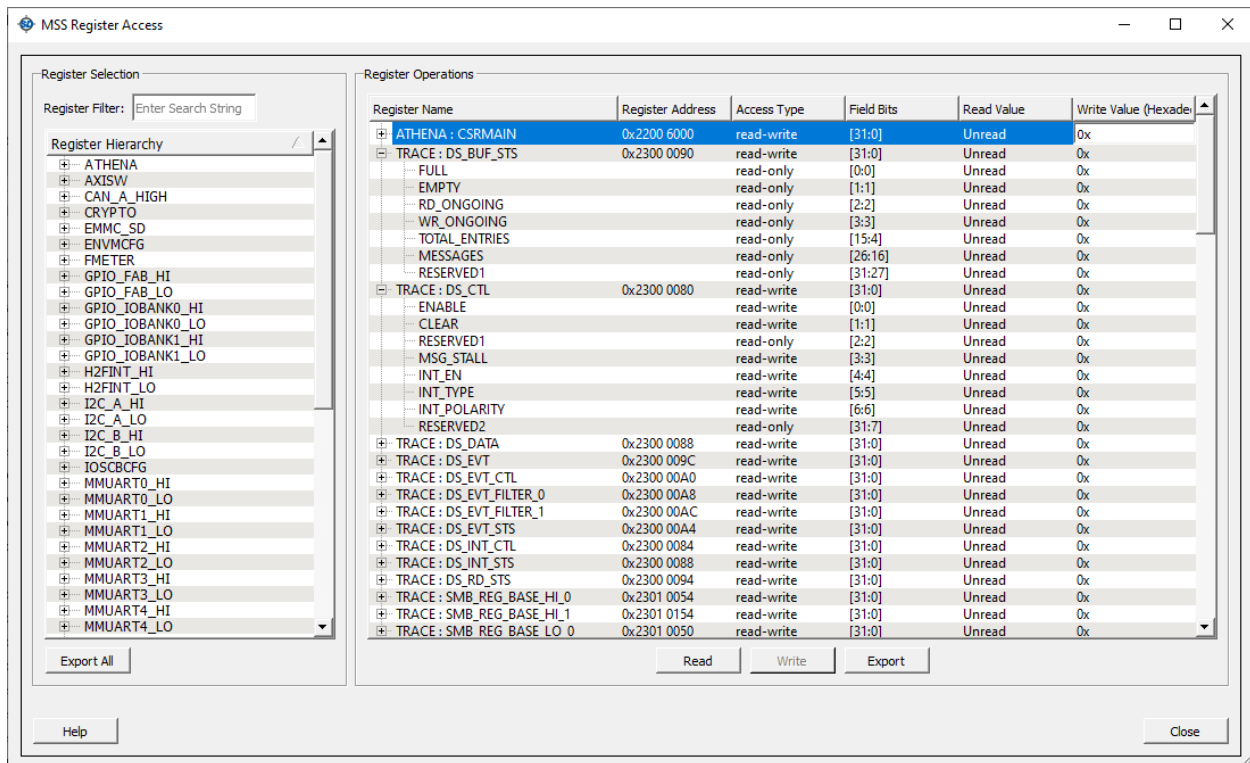 MSS Register Access
Register Selection
Register Filter: Enter Search String
Register Hierarchy
ATHENA
AXISW
CAN_A_HIGH
CRYPTO
EMMC_SD
ENVMCFG
FMETER
GPIO_FAB_HI
GPIO_FAB_LO
GPIO_IOBANK0_HI
GPIO_IOBANK0_LO
GPIO_IOBANK1_HI
GPIO_IOBANK1_LO
H2FINT_HI
H2FINT_LO
I2C_A_HI
I2C_A_LO
I2C_B_HI
I2C_B_LO
IOSCBCFG
MMUART0_HI
MMUART0_LO
MMUART1_HI
MMUART1_LO
MMUART2_HI
MMUART2_LO
MMUART3_HI
MMUART3_LO
MMUART4_HI
MMUART4_LO
Export All
Register Operations
Register Name Register Address Access Type Field Bits Read Value Write Value (Hexade
ATHENA : CSRMAIN 0x2200 6000 read-write [31:0] Unread 0x
TRACE : DS_BUF_STS 0x2300 0090 read-write [31:0] Unread 0x
FULL read-only [0:0] Unread 0x
EMPTY read-only [1:1] Unread 0x
RD_ONGOING read-only [2:2] Unread 0x
WR_ONGOING read-only [3:3] Unread 0x
TOTAL_ENTRIES read-only [15:4] Unread 0x
MESSAGES read-only [26:16] Unread 0x
RESERVED1 read-only [31:27] Unread 0x
TRACE : DS_CTL 0x2300 0080 read-write [31:0] Unread 0x
ENABLE read-write [0:0] Unread 0x
CLEAR read-write [1:1] Unread 0x
RESERVED1 read-only [2:2] Unread 0x
MSG_STALL read-write [3:3] Unread 0x
INT_EN read-write [4:4] Unread 0x
INT_TYPE read-write [5:5] Unread 0x
INT_POLARITY read-write [6:6] Unread 0x
RESERVED2 read-only [31:7] Unread 0x
TRACE : DS_DATA 0x2300 0088 read-write [31:0] Unread 0x
TRACE : DS_EVT 0x2300 009C read-write [31:0] Unread 0x
TRACE : DS_EVT_CTL 0x2300 00A0 read-write [31:0] Unread 0x
TRACE : DS_EVT_FILTER_0 0x2300 00A8 read-write [31:0] Unread 0x
TRACE : DS_EVT_FILTER_1 0x2300 00AC read-write [31:0] Unread 0x
TRACE : DS_EVT_STS 0x2300 00A4 read-write [31:0] Unread 0x
TRACE : DS_INT_CTL 0x2300 0084 read-write [31:0] Unread 0x
TRACE : DS_INT_STS 0x2300 0088 read-write [31:0] Unread 0x
TRACE : DS_RD_STS 0x2300 0094 read-write [31:0] Unread 0x
TRACE : SMB_REG_BASE_HI_0 0x2301 0054 read-write [31:0] Unread 0x
TRACE : SMB_REG_BASE_HI_1 0x2301 0154 read-write [31:0] Unread 0x
TRACE : SMB_REG_BASE_LO_0 0x2301 0050 read-write [31:0] Unread 0x
Read Write Export
Help Close